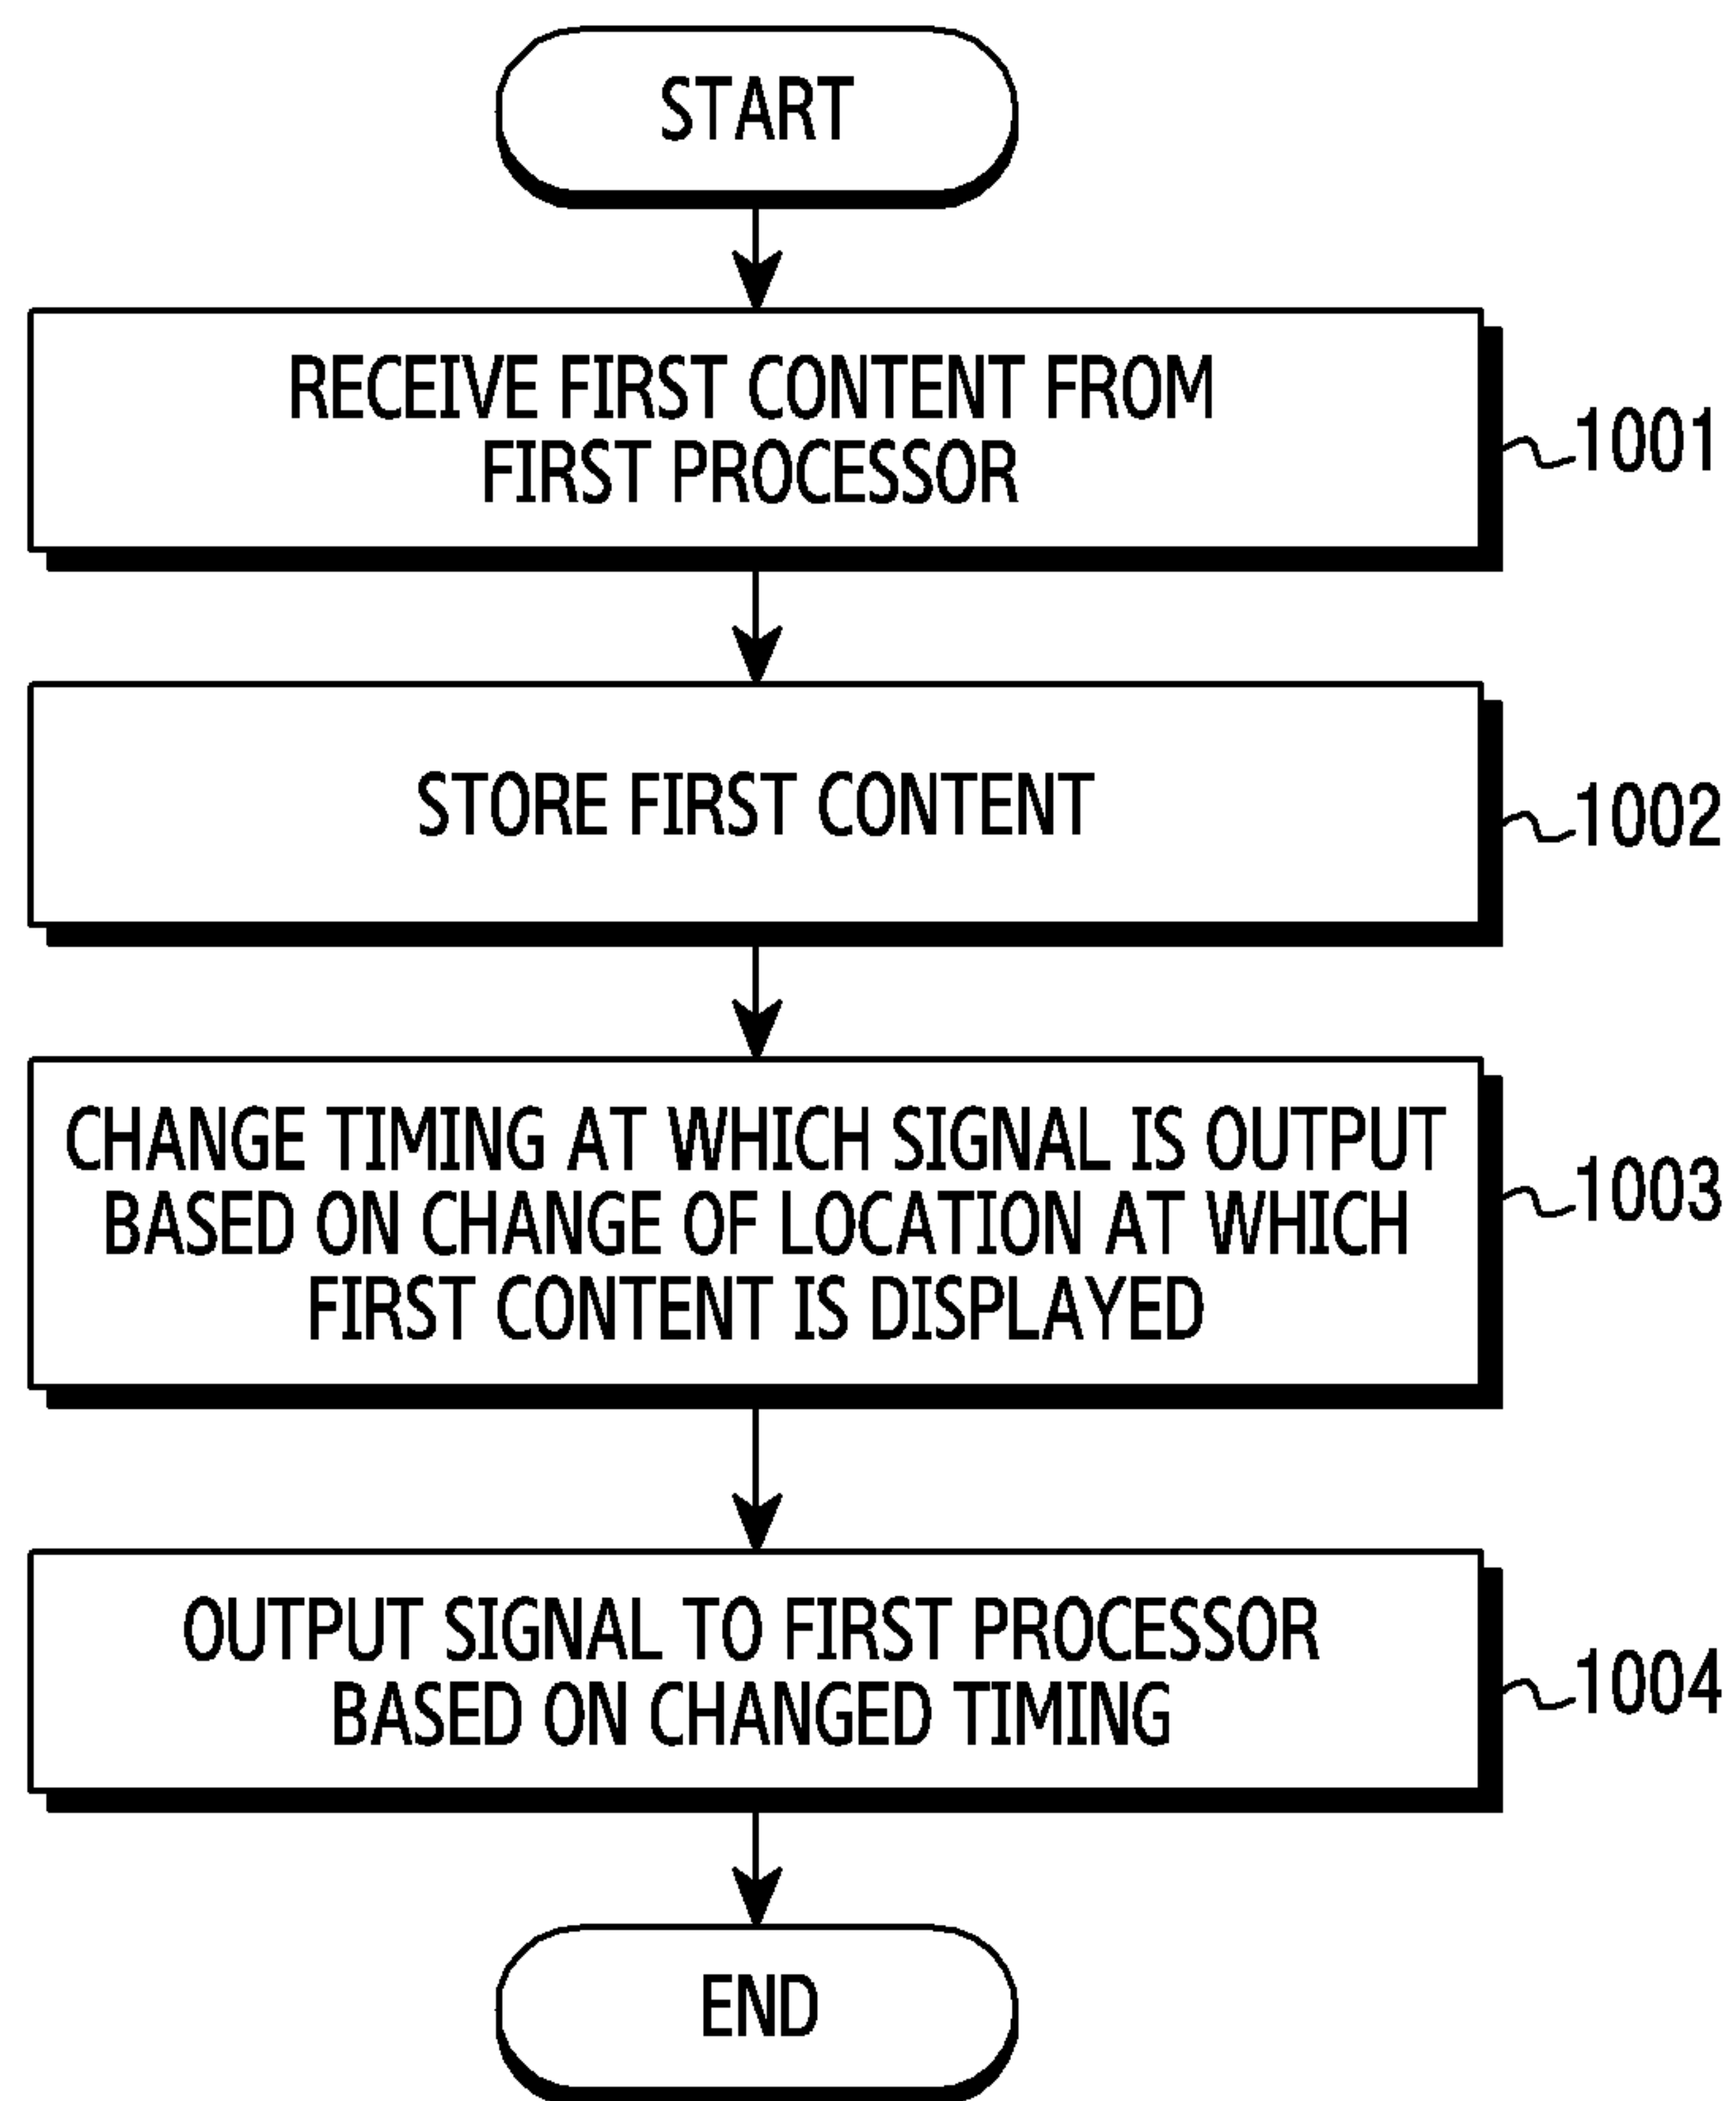 START
RECEIVE FIRST CONTENT FROM
FIRST PROCESSOR
1001
STORE FIRST CONTENT
1002
CHANGE TIMING AT WHICH SIGNAL IS OUTPUT
BASED ON CHANGE OF LOCATION AT WHICH
FIRST CONTENT IS DISPLAYED
1003
OUTPUT SIGNAL TO FIRST PROCESSOR
BASED ON CHANGED TIMING
1004
END